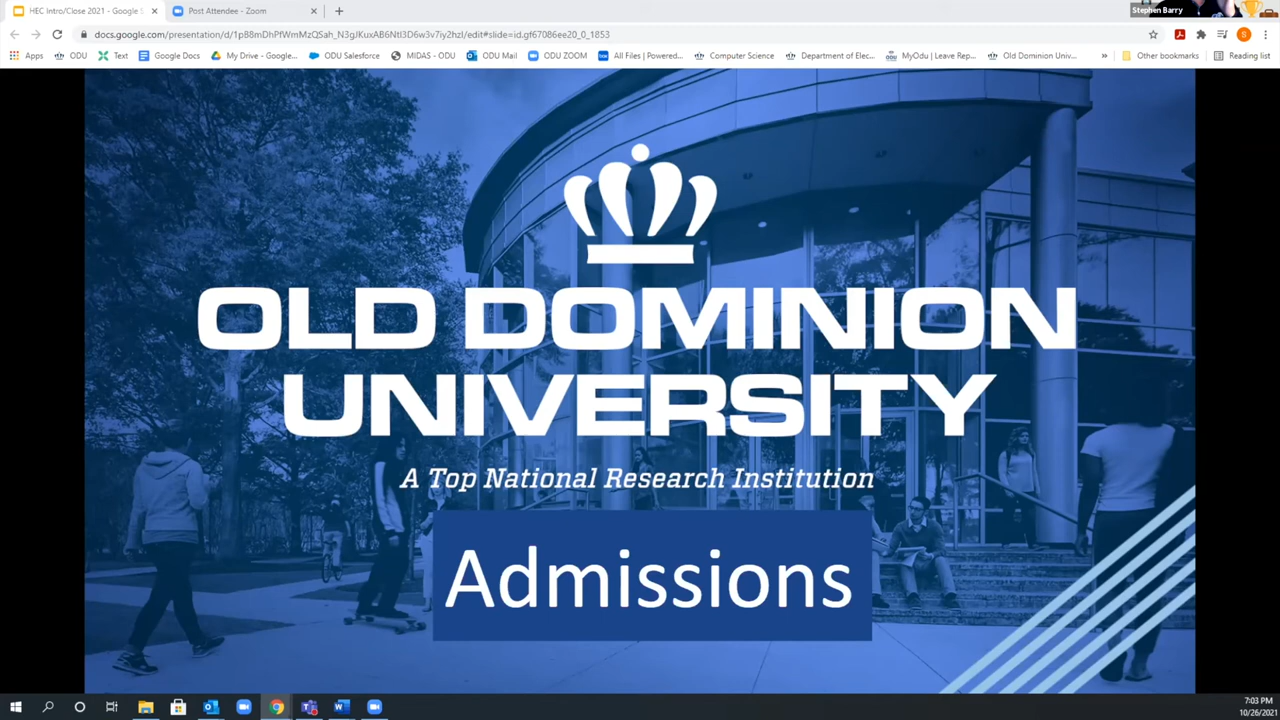 HEC Intro/Close 2021 - Google S
Post Attendee - Zoom
Stephen Barry
docs.google.com/presentation/d/1pB8mDhPfWmMzQSah_N3gJKuxAB6NtI3D6w3v7iy2hzI/edit#slide=id.gf67086ee20_0_1853
S
Apps
ODU
Text
Google Docs
My Drive - Google...
ODU Salesforce
MIDAS - ODU
ODU Mail
ODU ZOOM
All Files | Powered...
Computer Science
Department of Elec...
MyOdu | Leave Rep...
Old Dominion Univ...
»
Other bookmarks
Reading list
OLD DOMINION
UNIVERSITY
A Top National Research Institution
Admissions
7:03 PM
10/26/2021